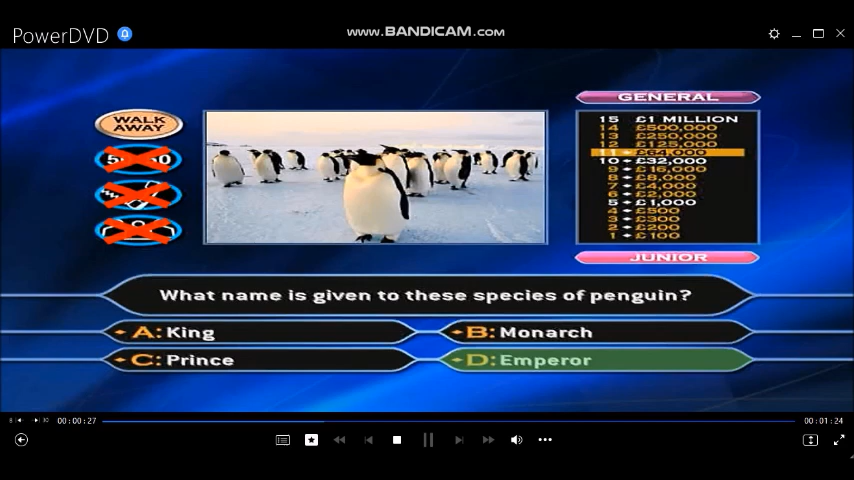 PowerDVD
www.BANDICAM.com
GENERAL
WALK AWAY
15 £1 MILLION
14 £500,000
13 £250,000
12 £125,000
11 £64,000
10 £32,000
9 £16,000
8 £8,000
7 £4,000
6 £2,000
5 £1,000
4 £500
3 £300
2 £200
1 £100
JUNIOR
What name is given to these species of penguin?
A: King
B: Monarch
C: Prince
D: Emperor
00:00:27
00:01:24